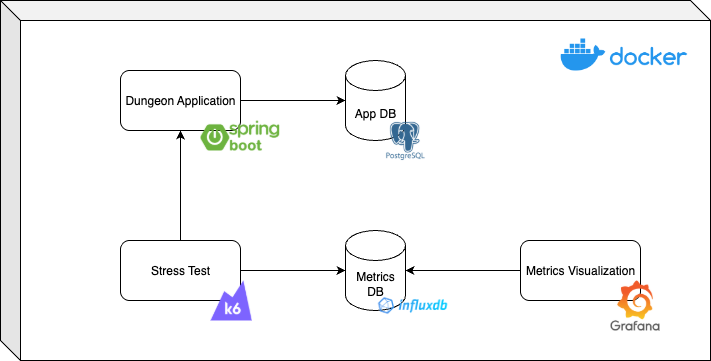 docker
Dungeon Application
spring
boot
App DB
PostgreSQL
Stress Test
k6
Metrics
DB
influxdb
Metrics Visualization
Grafana